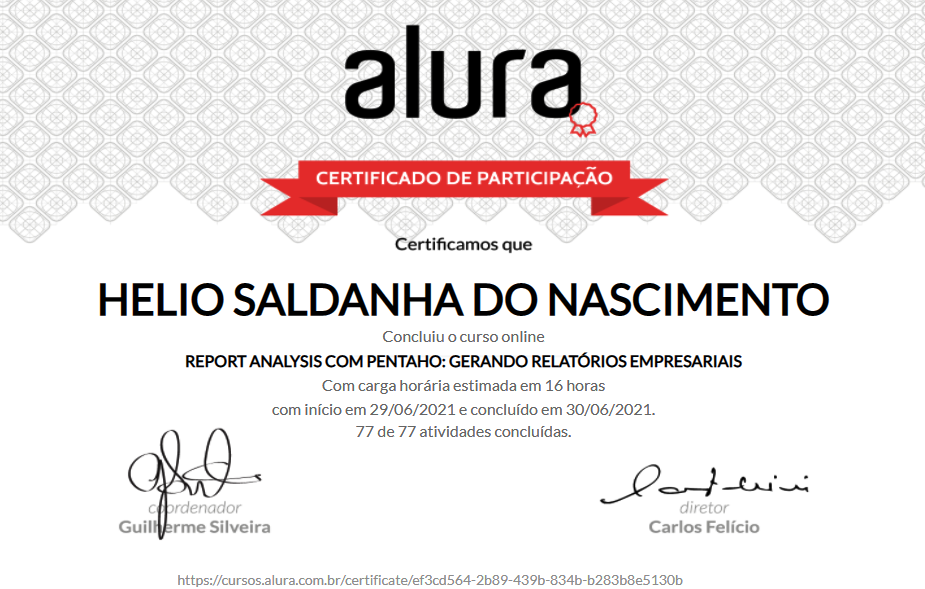 alura
CERTIFICADO DE PARTICIPAÇÃO
Certificamos que
HELIO SALDANHA DO NASCIMENTO
Concluiu o curso online
REPORT ANALYSIS COM PENTAHO: GERANDO RELATÓRIOS EMPRESARIAIS
Com carga horária estimada em 16 horas
com início em 29/06/2021 e concluído em 30/06/2021.
77 de 77 atividades concluídas.
coordenador
Guilherme Silveira
diretor
Carlos Felício
https://cursos.alura.com.br/certificate/ef3cd564-2b89-439b-834b-b283b8e5130b